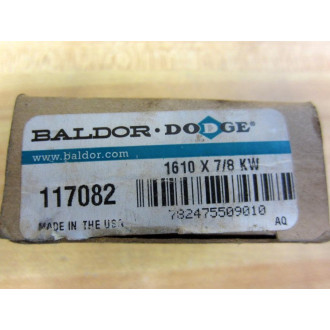 BALDOR · DODGE®
www.baldor.com
1610 X 7/8 KW
117082
782475509010
MADE IN THE USA
AQ